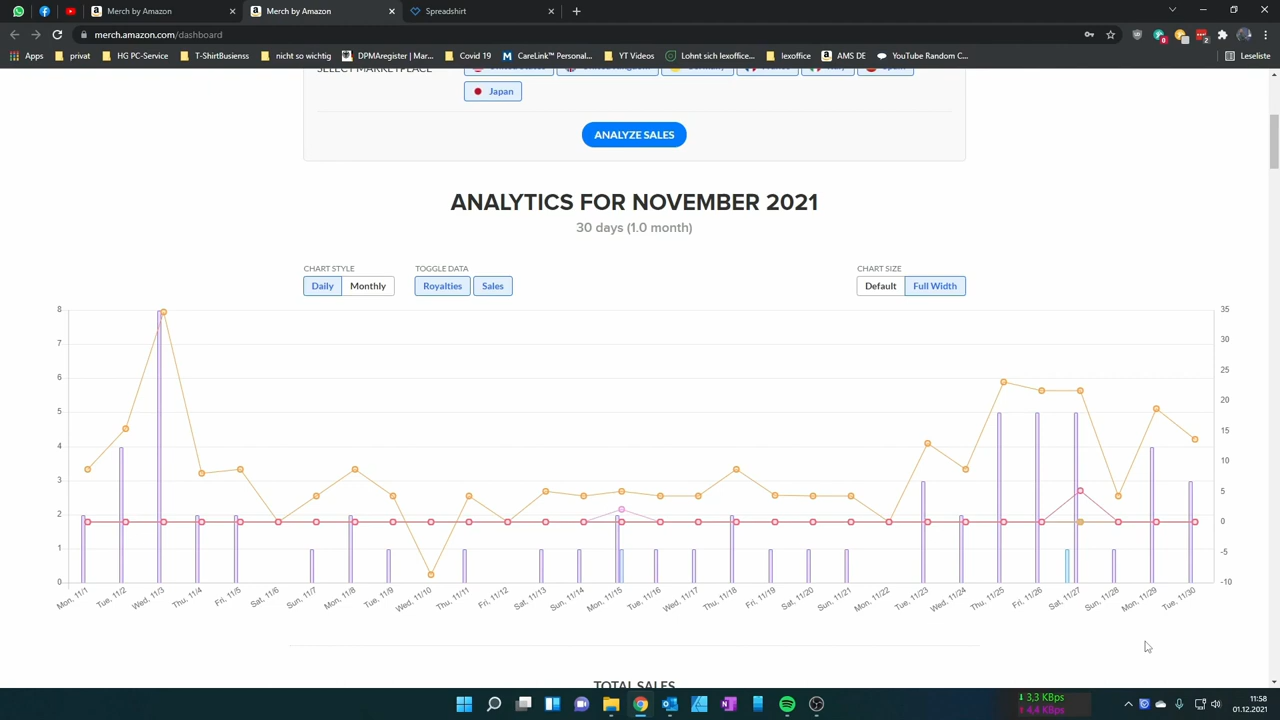 Merch by Amazon
Merch by Amazon
Spreadshirt
merch.amazon.com/dashboard
Apps
privat
HG PC-Service
T-ShirtBusienss
nicht so wichtig
DPMAregister | Mar...
Covid 19
CareLink™ Personal...
YT Videos
Lohnt sich lexoffice...
lexoffice
AMS DE
YouTube Random C...
Leseliste
SELECT MARKETPLACE
Japan
ANALYZE SALES
ANALYTICS FOR NOVEMBER 2021
30 days (1.0 month)
CHART STYLE
TOGGLE DATA
CHART SIZE
Daily
Monthly
Royalties
Sales
Default
Full Width
8
7
6
5
4
3
2
1
0
35
30
25
20
15
10
5
0
-5
-10
Mon, 11/1
Tue, 11/2
Wed, 11/3
Thu, 11/4
Fri, 11/5
Sat, 11/6
Sun, 11/7
Mon, 11/8
Tue, 11/9
Wed, 11/10
Thu, 11/11
Fri, 11/12
Sat, 11/13
Sun, 11/14
Mon, 11/15
Tue, 11/16
Wed, 11/17
Thu, 11/18
Fri, 11/19
Sat, 11/20
Sun, 11/21
Mon, 11/22
Tue, 11/23
Wed, 11/24
Thu, 11/25
Fri, 11/26
Sat, 11/27
Sun, 11/28
Mon, 11/29
Tue, 11/30
TOTAL SALES
3,3 KBps
4,4 KBps
11:58
01.12.2021